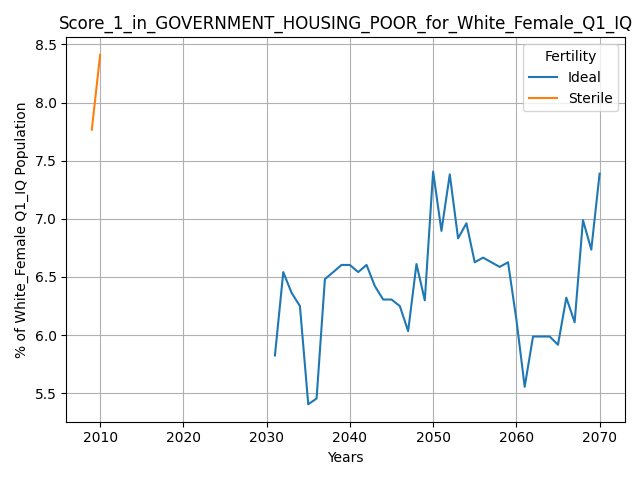 Score_1_in_GOVERNMENT_HOUSING_POOR_for_White_Female_Q1_IQ
Fertility
Ideal
Sterile
% of White_Female Q1_IQ Population
8.5
8.0
7.5
7.0
6.5
6.0
5.5
2010 2020 2030 2040 2050 2060 2070
Years